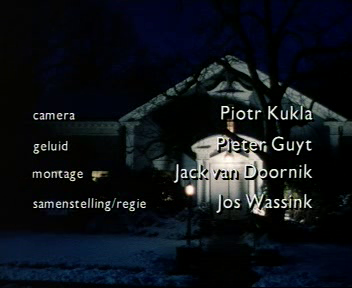 camera Piotr Kukla
geluid Pieter Guyt
montage Jack van Doornik
samenstelling/regie Jos Wassink